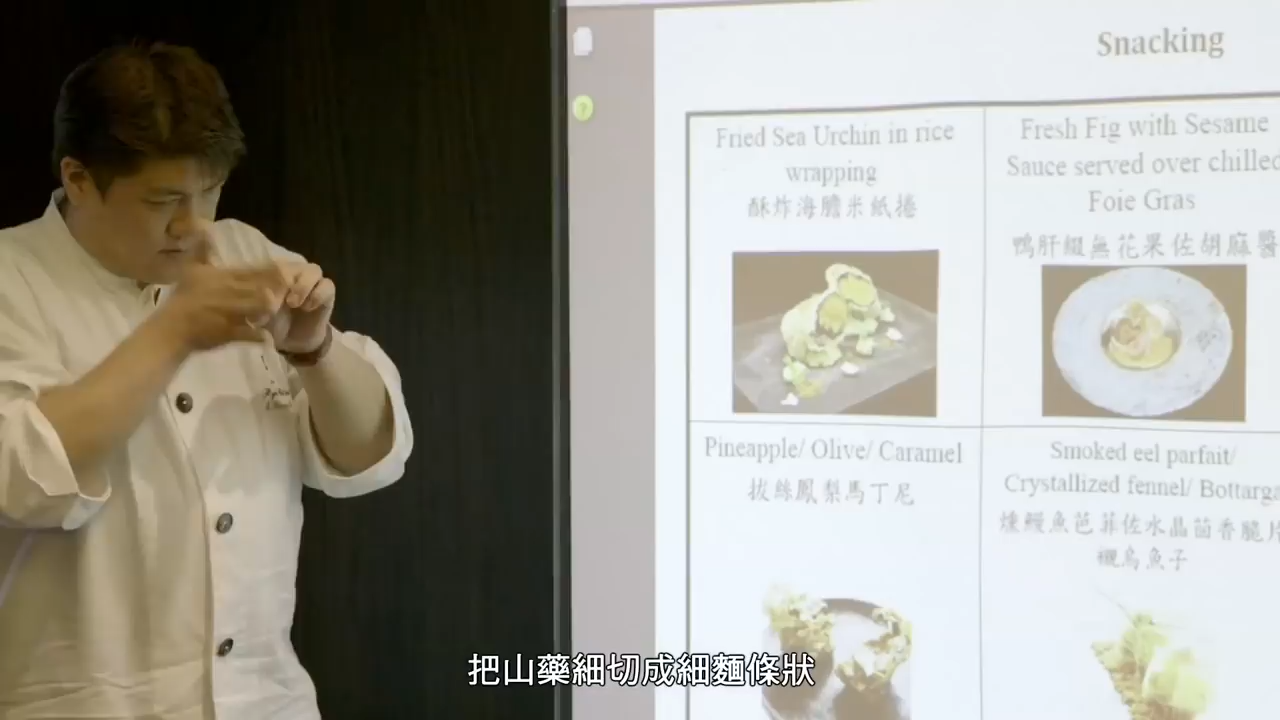 Snacking
Fried Sea Urchin in rice
wrapping
酥炸海膽米紙捲
Fresh Fig with Sesame
Sauce served over chilled
Foie Gras
鴨肝綴無花果佐胡麻醬
Pineapple/ Olive/ Caramel
拔絲鳳梨馬丁尼
Smoked eel parfait/
Crystallized fennel/ Bottarga
燻鰻魚芭菲佐水晶茴香脆片
襯烏魚子
把山藥細切成細麵條狀